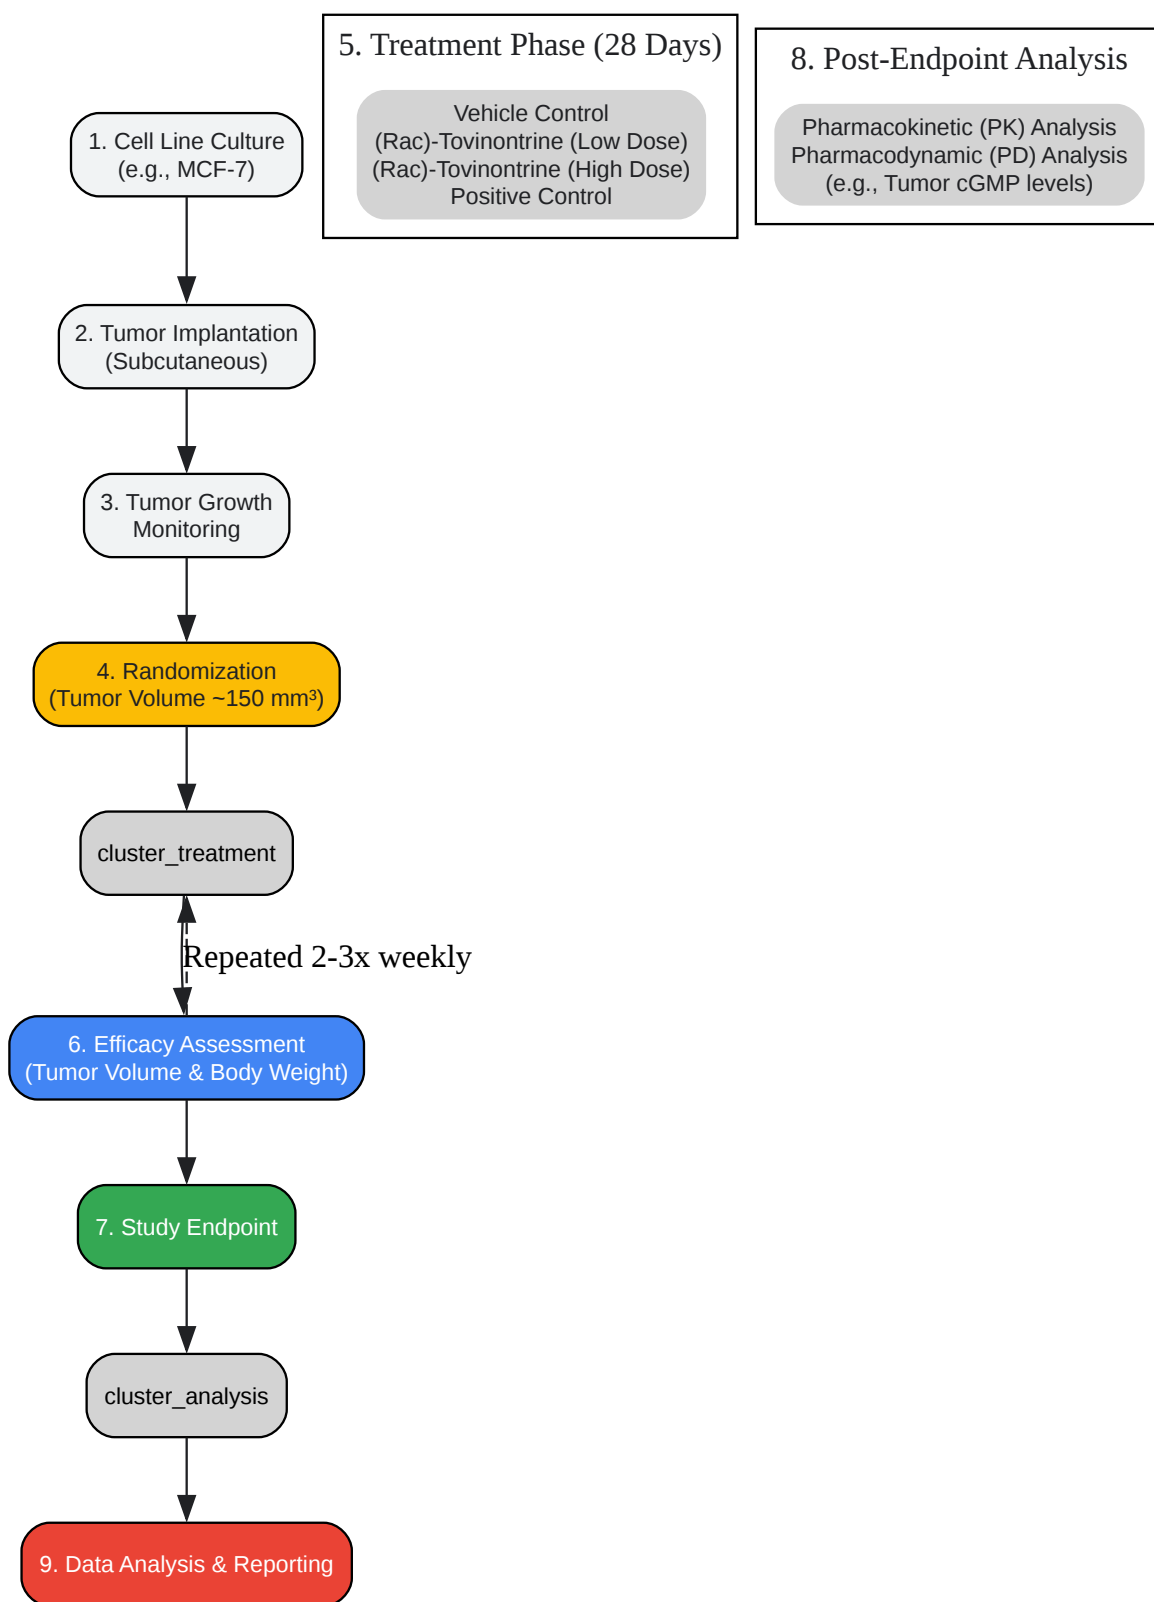 1. Cell Line Culture
(e.g., MCF-7)
5. Treatment Phase (28 Days)
Vehicle Control
(Rac)-Tovinontrine (Low Dose)
(Rac)-Tovinontrine (High Dose)
Positive Control
8. Post-Endpoint Analysis
Pharmacokinetic (PK) Analysis
Pharmacodynamic (PD) Analysis
(e.g., Tumor cGMP levels)
2. Tumor Implantation
(Subcutaneous)
3. Tumor Growth
Monitoring
4. Randomization
(Tumor Volume ~150 mm³)
cluster_treatment
Repeated 2-3x weekly
6. Efficacy Assessment
(Tumor Volume & Body Weight)
7. Study Endpoint
cluster_analysis
9. Data Analysis & Reporting